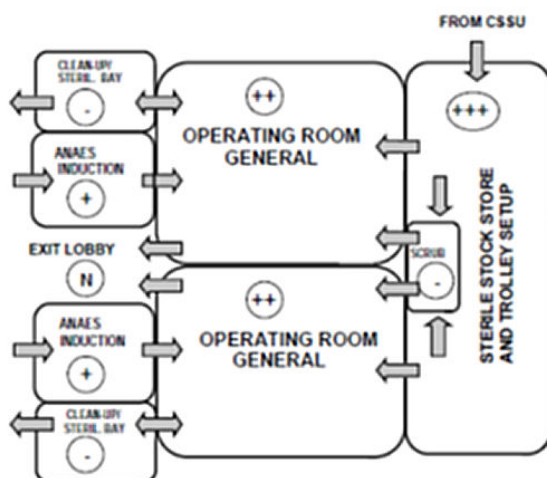 FROM CSSU
CLEAN-UP/
STERIL. BAY
-
++
+++
OPERATING ROOM
GENERAL
ANAES
INDUCTION
+
EXIT LOBBY
N
SCRUB
-
STERILE STOCK STORE
AND TROLLEY SETUP
++
ANAES
INDUCTION
+
OPERATING ROOM
GENERAL
CLEAN-UP/
STERIL. BAY
-